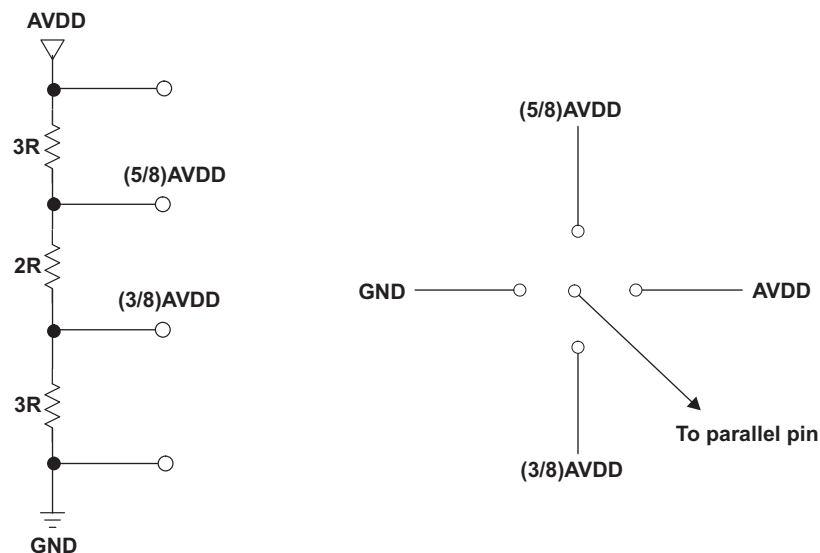 AVDD
3R
(5/8)AVDD
2R
(3/8)AVDD
3R
GND
(5/8)AVDD
GND
AVDD
(3/8)AVDD
To parallel pin